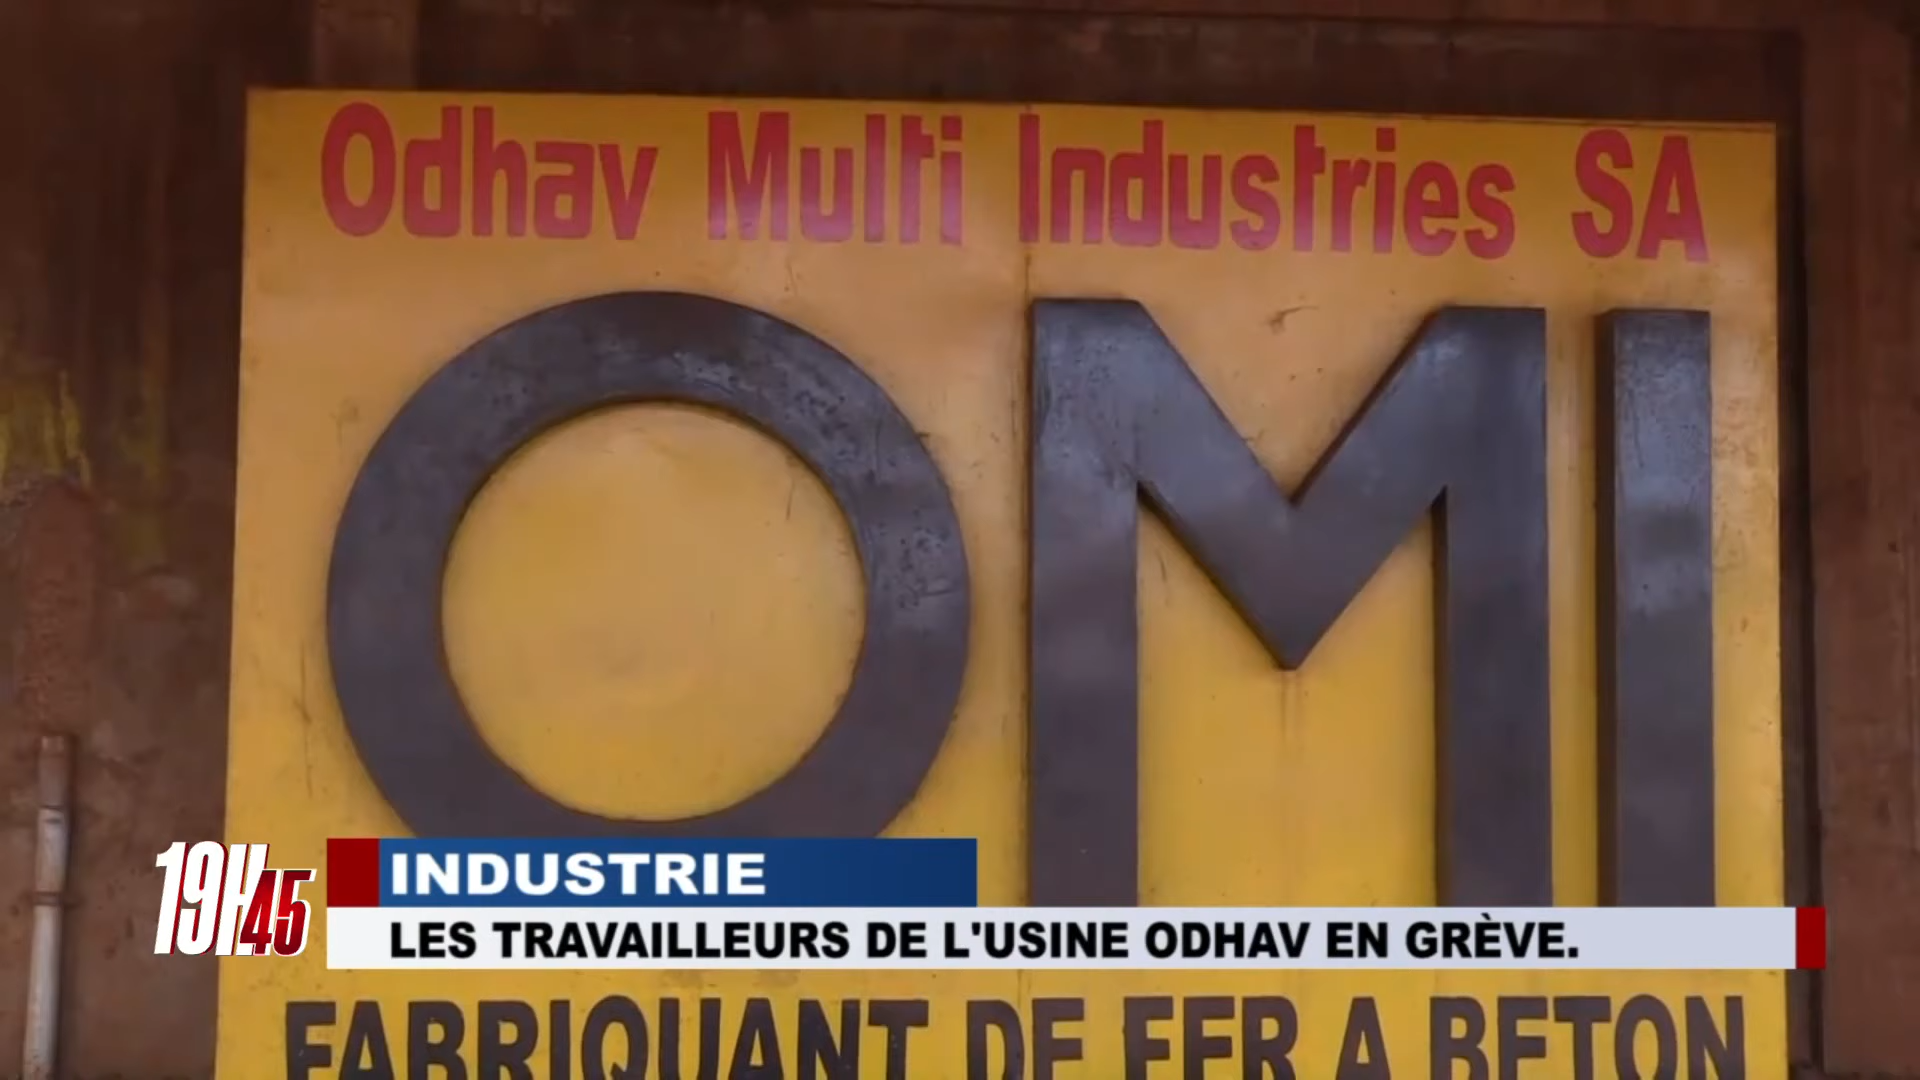 Odhav Multi Industries SA
OMI
19H45
INDUSTRIE
LES TRAVAILLEURS DE L'USINE ODHAV EN GRÈVE.
FABRIQUANT DE FER A BETON